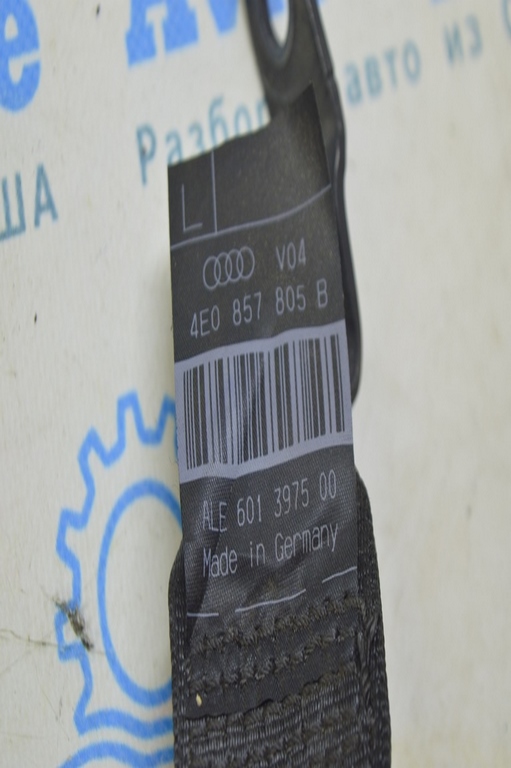 Разбор авто из
ША
L
V04
4E0 857 805 B
ALE 601 3975 00
Made in Germany